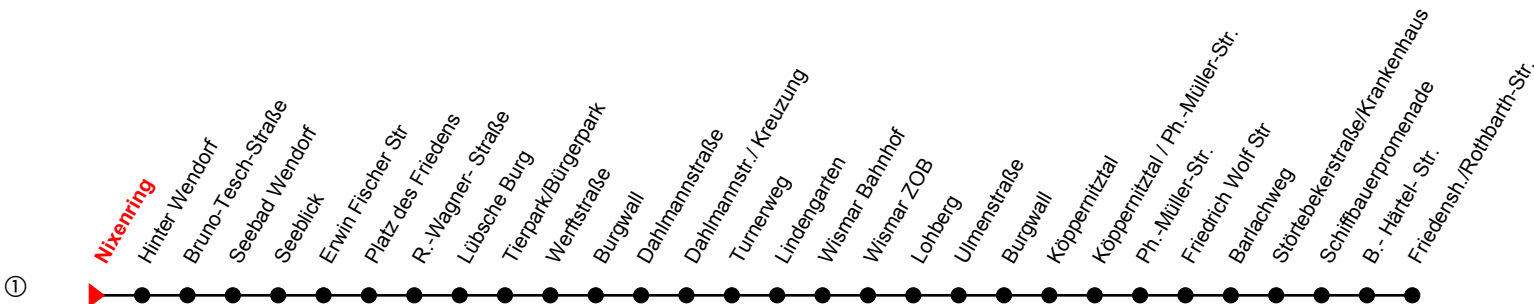 Nixenring
Hinter Wendorf
Bruno-Tesch-Straße
Seebad Wendorf
Seeblick
Erwin Fischer Str
Platz des Friedens
R.-Wagner- Straße
Lübsche Burg
Tierpark/Bürgerpark
Werftstraße
Burgwall
Dahlmannstraße
Dahlmannstr./ Kreuzung
Turnerweg
Lindengarten
Wismar Bahnhof
Wismar ZOB
Lohberg
Ulmenstraße
Burgwall
Köppernitztal
Köppernitztal / Ph.-Müller-Str.
Ph.-Müller-Str.
Friedrich Wolf Str
Barlachweg
Störtebekerstraße/Krankenhaus
Schiffbauerpromenade
B.- Härtel- Str.
Friedensh./Rothbarth-Str.
①